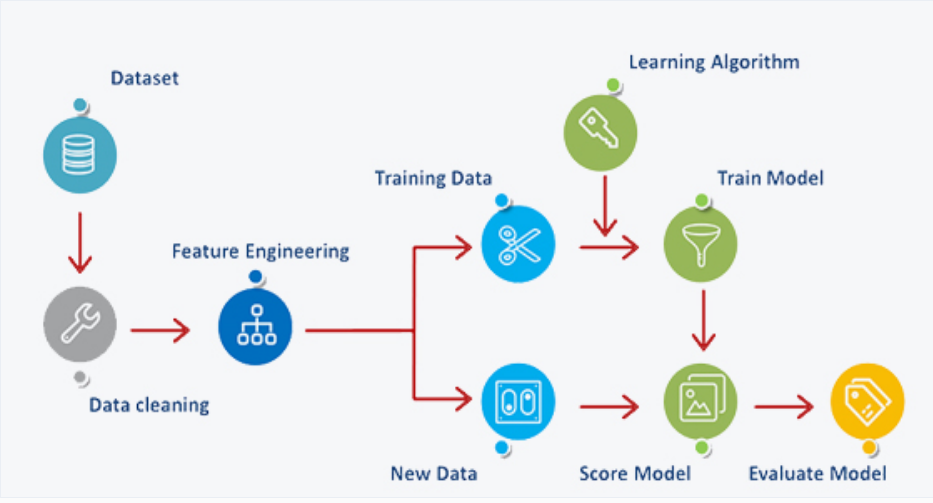 Learning Algorithm
Dataset
Training Data
Train Model
Feature Engineering
Data cleaning
New Data
Score Model
Evaluate Model